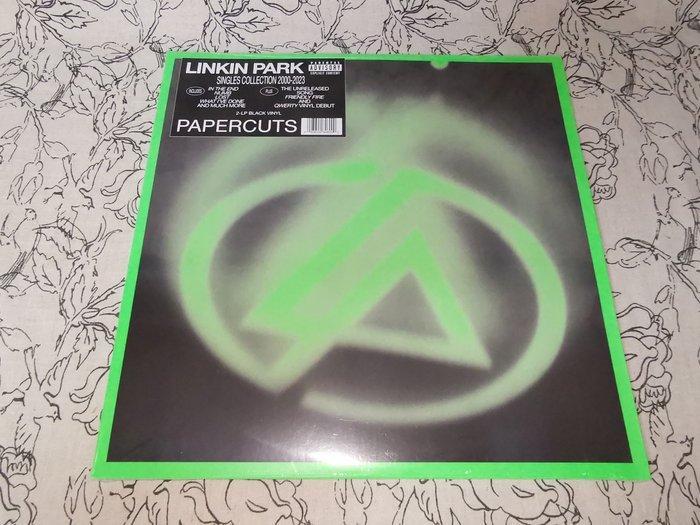 LINKIN PARK
SINGLES COLLECTION 2000-2023
PARENTAL
ADVISORY
EXPLICIT CONTENT
INCLUDES
IN THE END
NUMB
LOST
WHAT I'VE DONE
AND MUCH MORE
PLUS
THE UNRELEASED
SONG
FRIENDLY FIRE
AND
QWERTY VINYL DEBUT
2-LP BLACK VINYL
PAPERCUTS